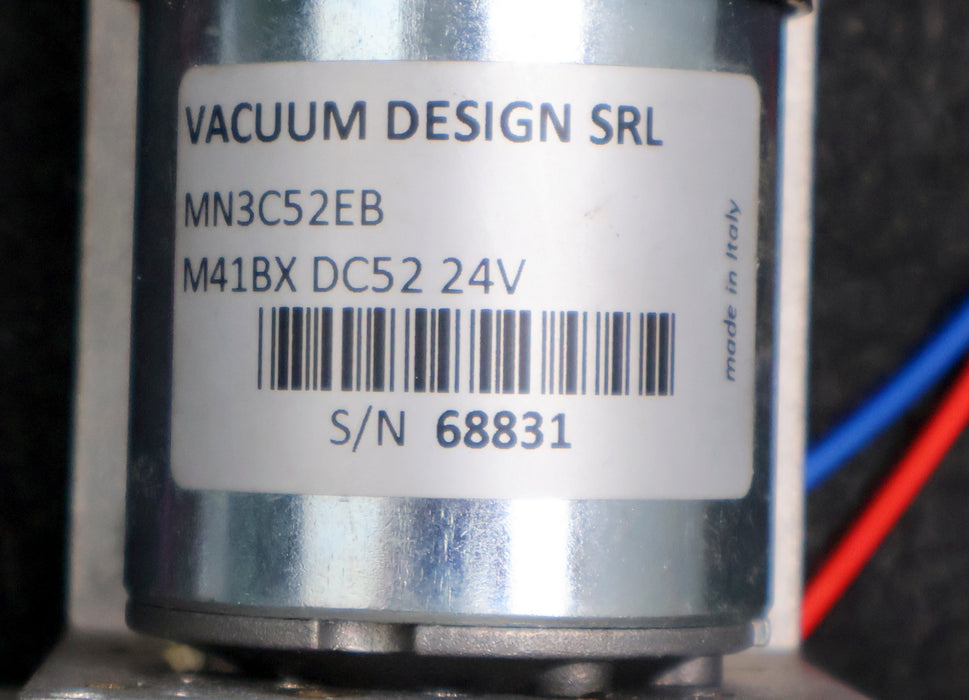 VACUUM DESIGN SRL
MN3C52EB
M41BX DC52 24V
S/N 68831
made in Italy